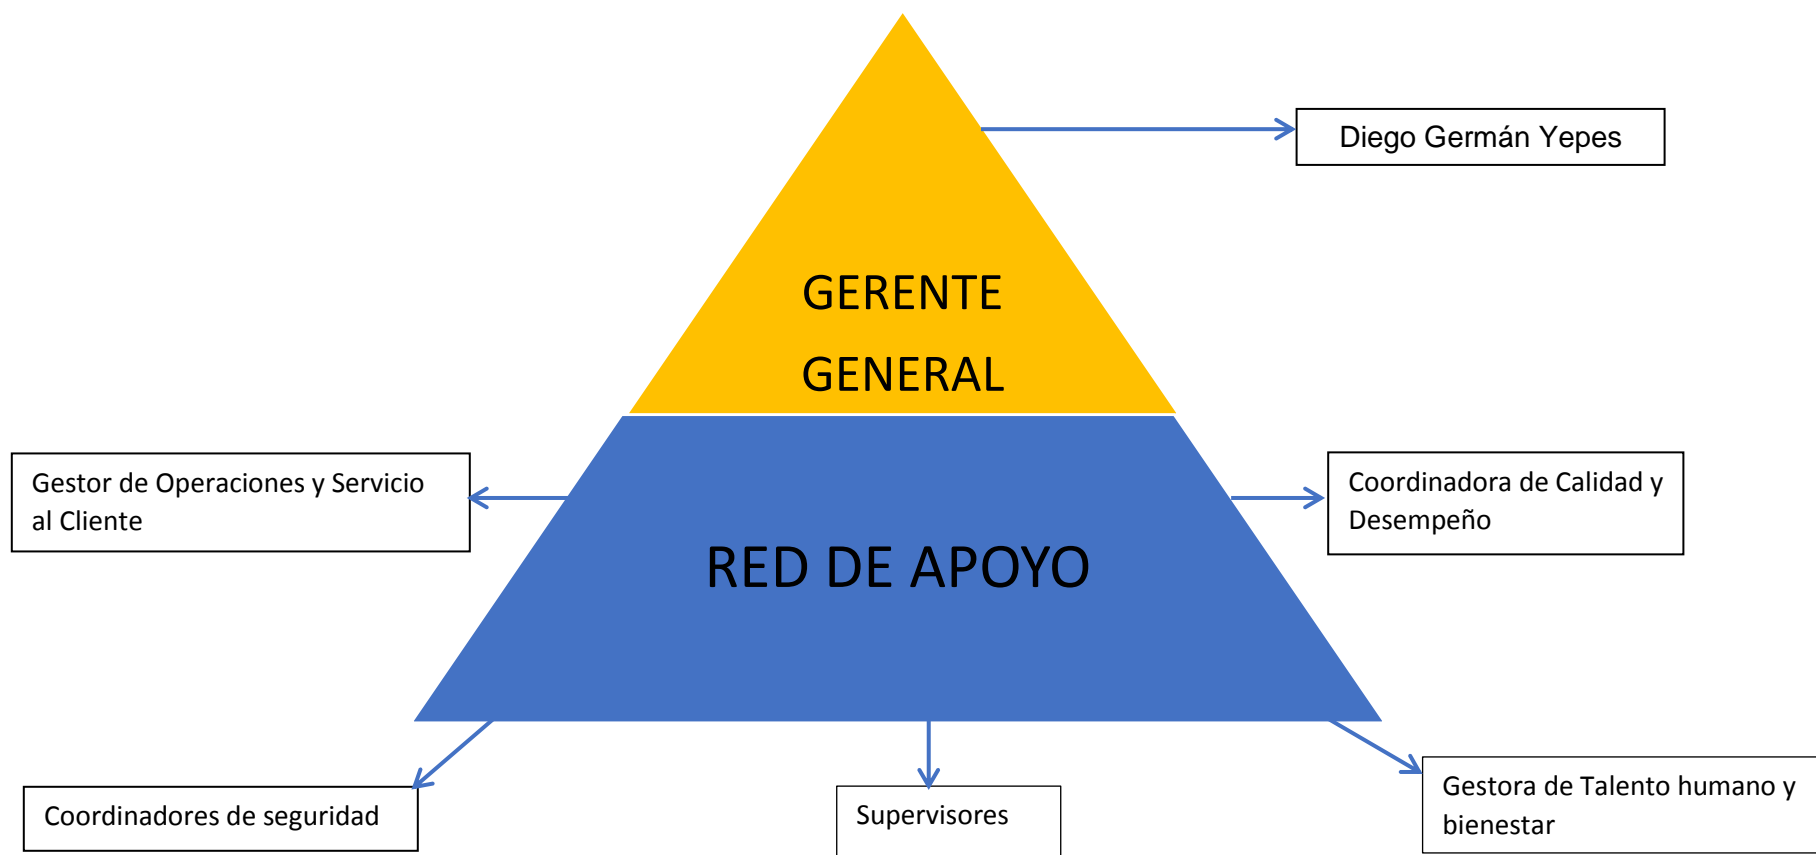 Diego Germán Yepes
GERENTE
GENERAL
Gestor de Operaciones y Servicio
al Cliente
Coordinadora de Calidad y
Desempeño
RED DE APOYO
Coordinadores de seguridad
Supervisores
Gestora de Talento humano y
bienestar